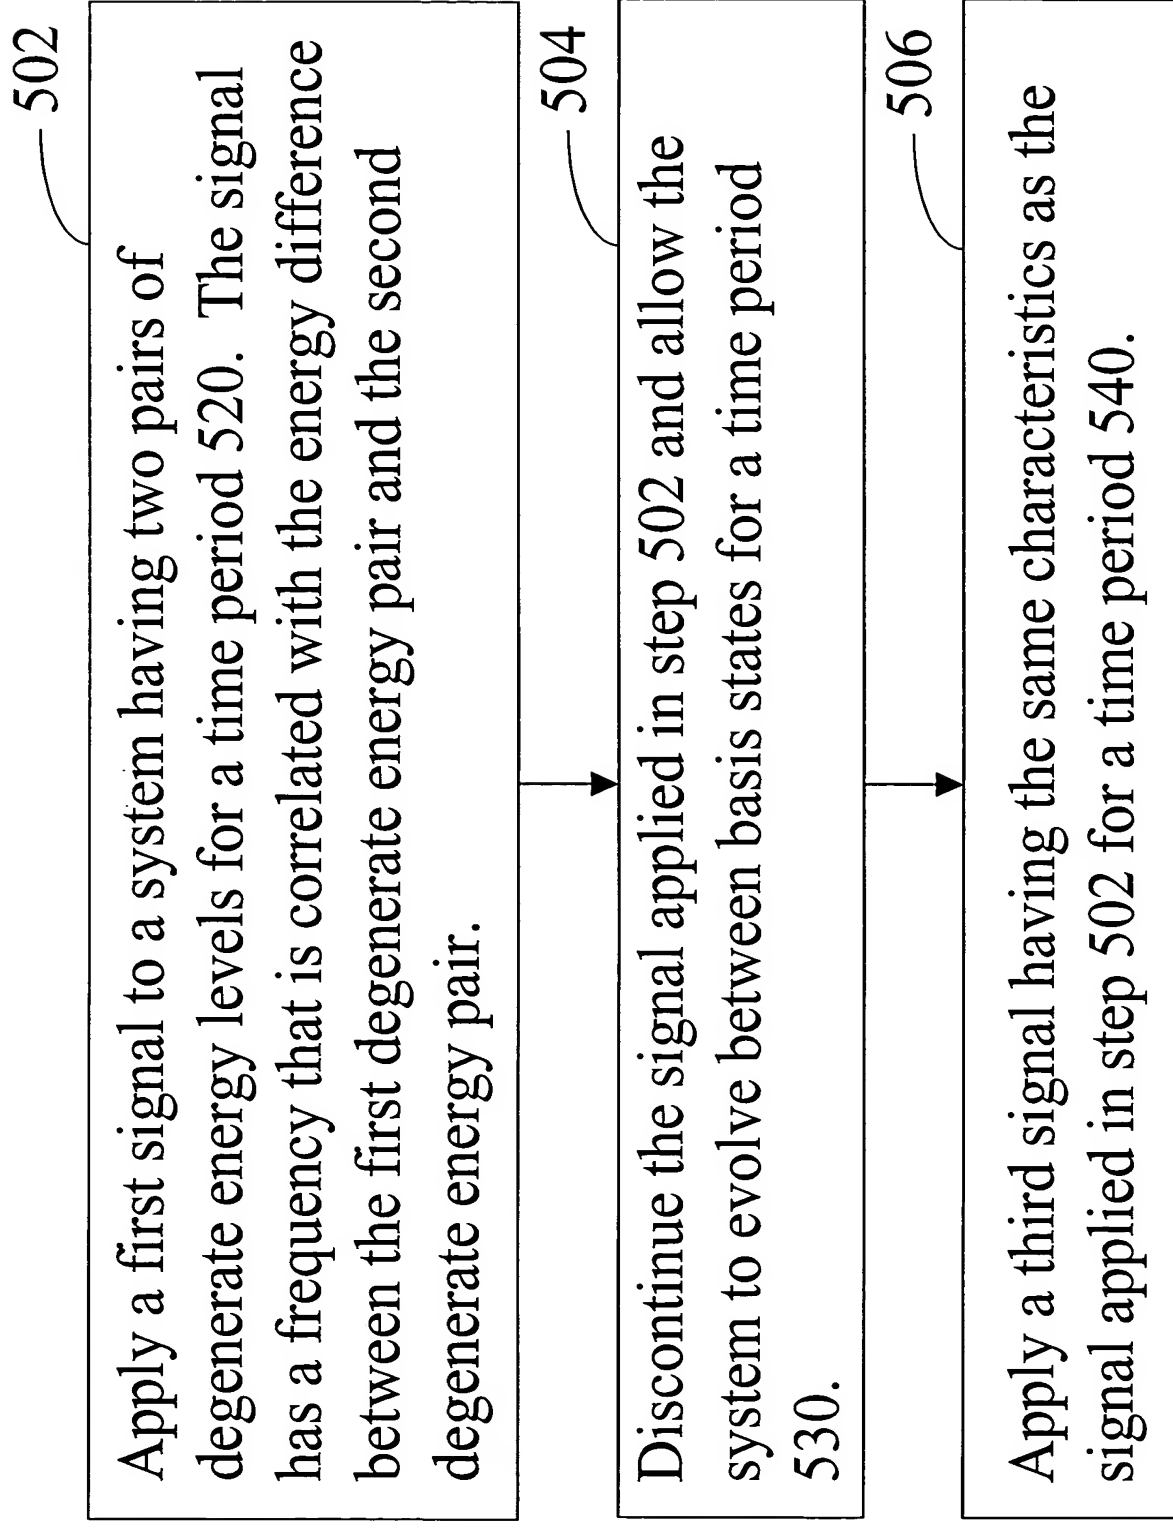 502
Apply a first signal to a system having two pairs of
degenerate energy levels for a time period 520. The signal
has a frequency that is correlated with the energy difference
between the first degenerate energy pair and the second
degenerate energy pair.
504
Discontinue the signal applied in step 502 and allow the
system to evolve between basis states for a time period
530.
506
Apply a third signal having the same characteristics as the
signal applied in step 502 for a time period 540.